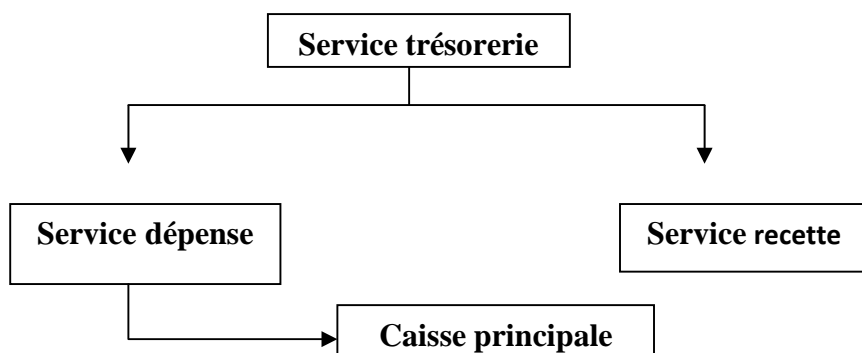 Service trésorerie
Service dépense
Service recette
Caisse principale